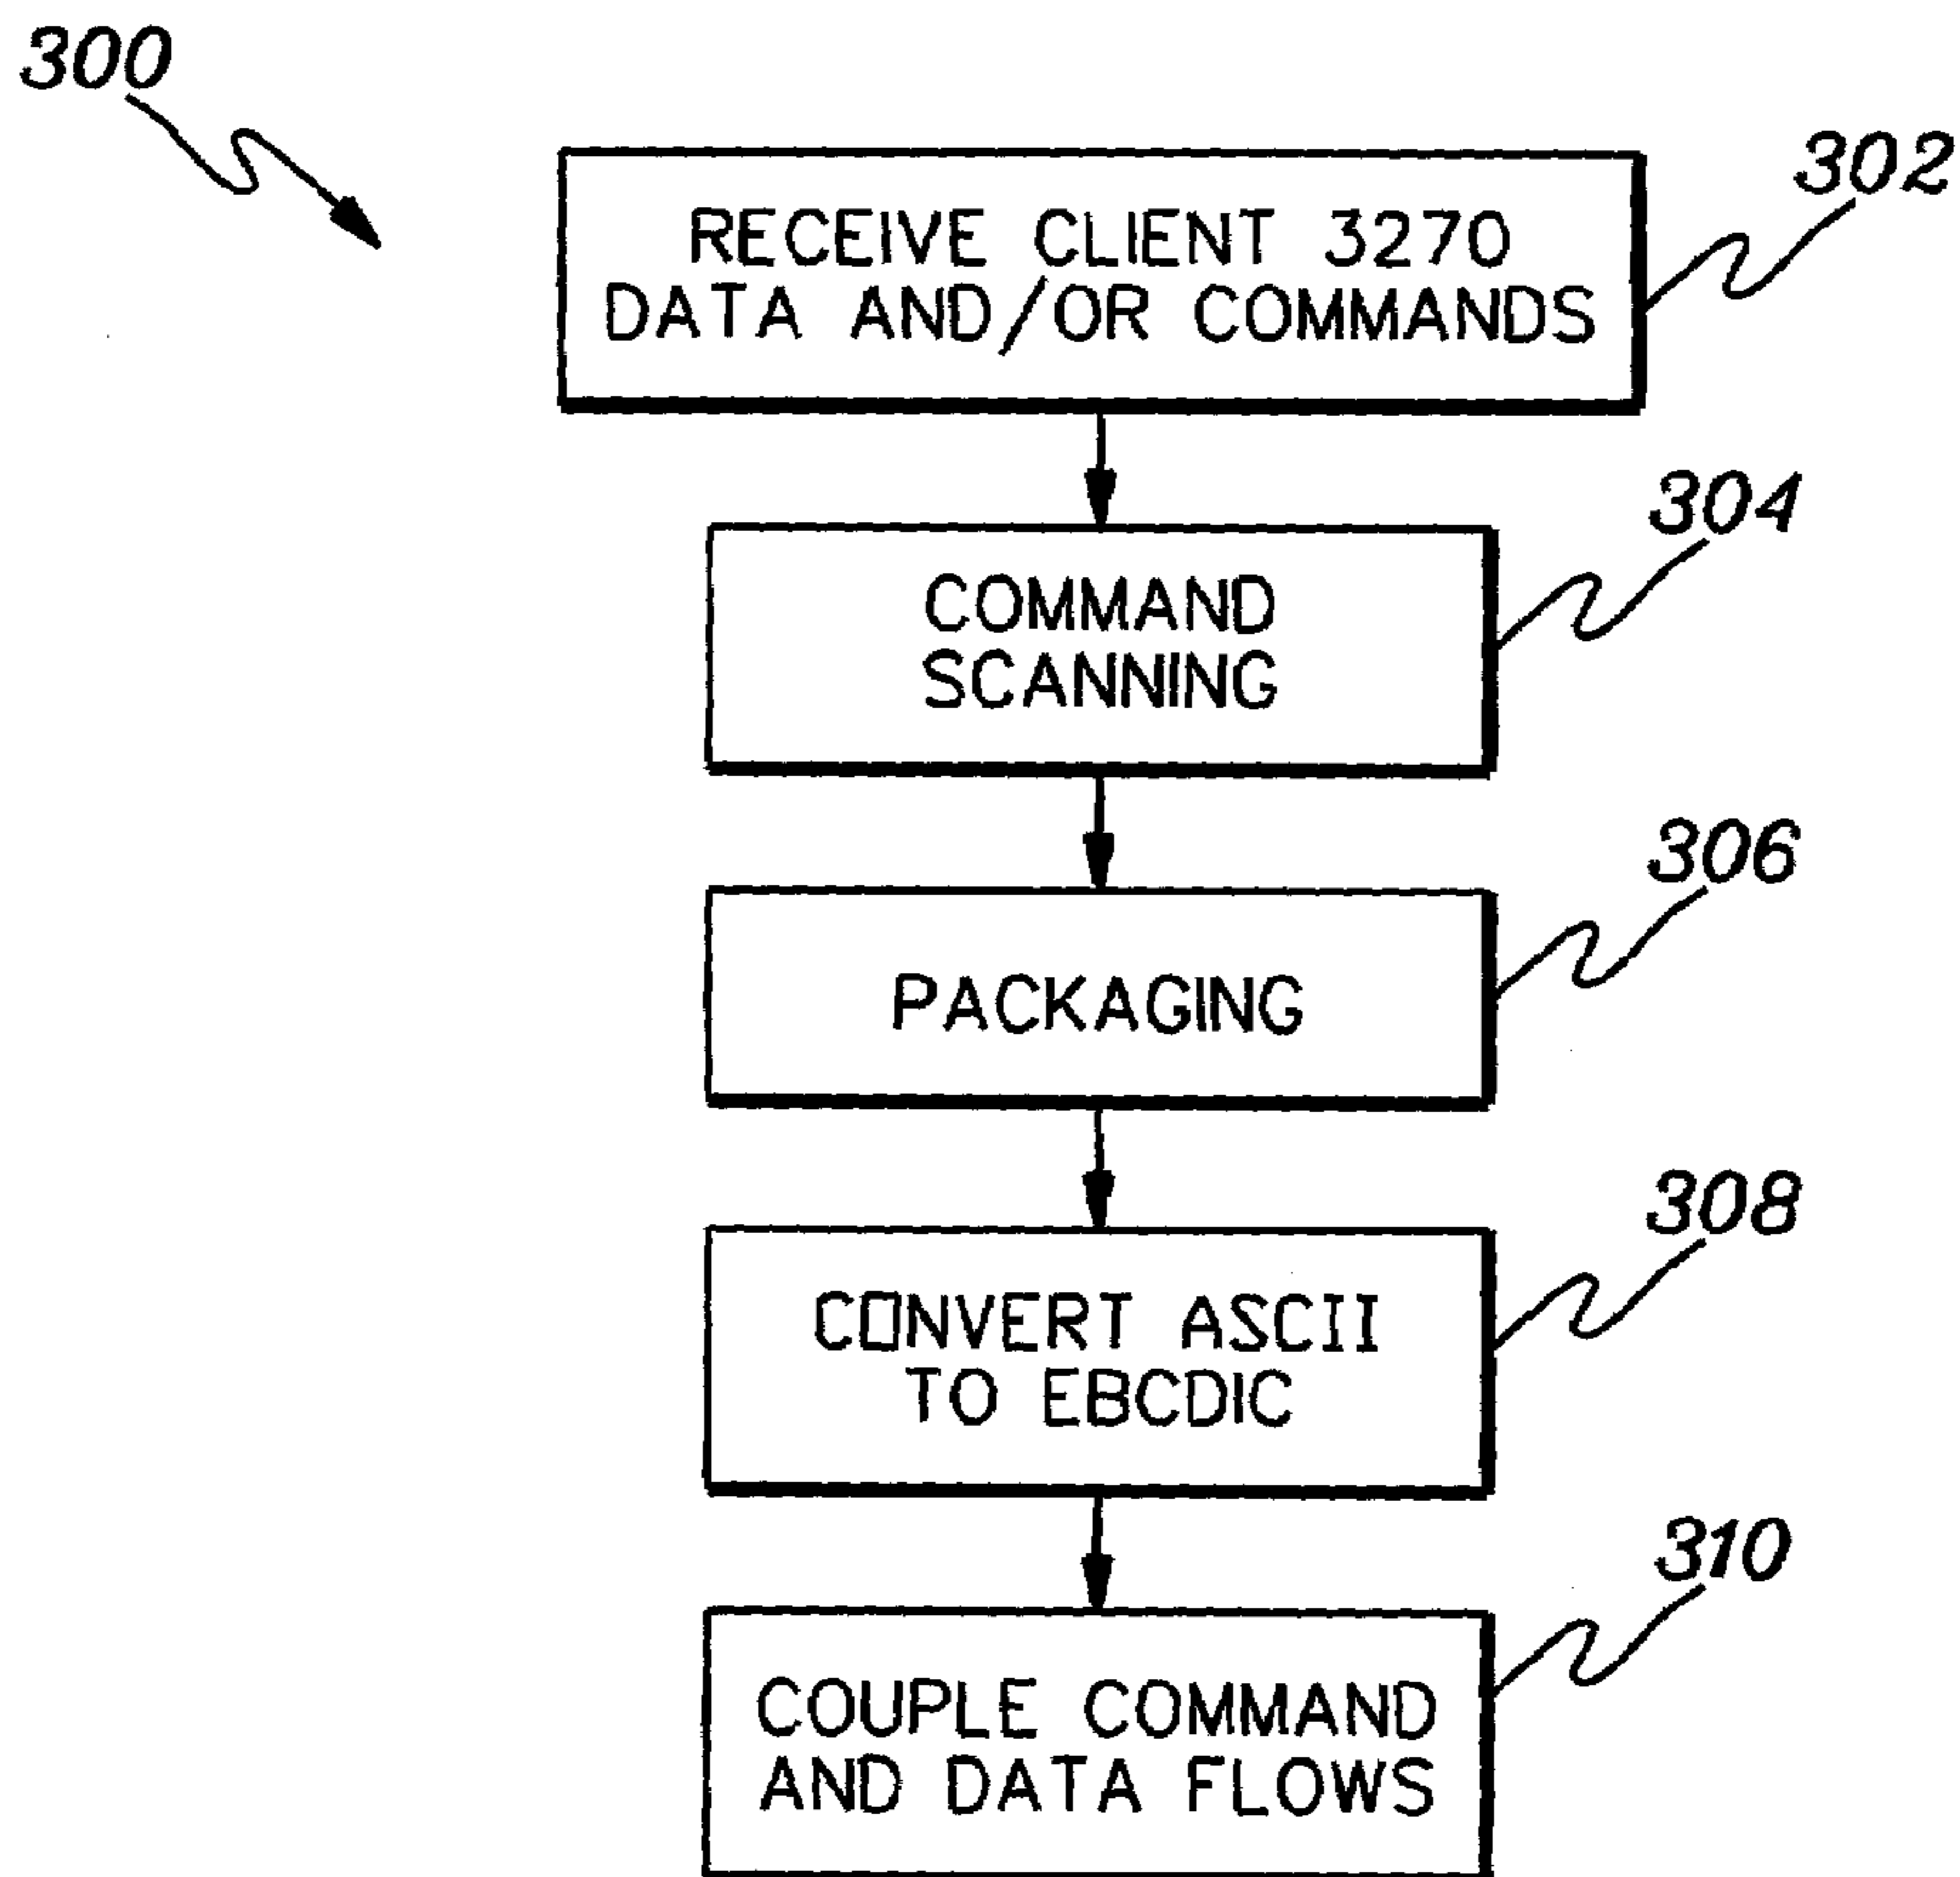 300
302
RECEIVE CLIENT 3270
DATA AND/OR COMMANDS
304
COMMAND
SCANNING
306
PACKAGING
308
CONVERT ASCII
TO EBCDIC
310
COUPLE COMMAND
AND DATA FLOWS